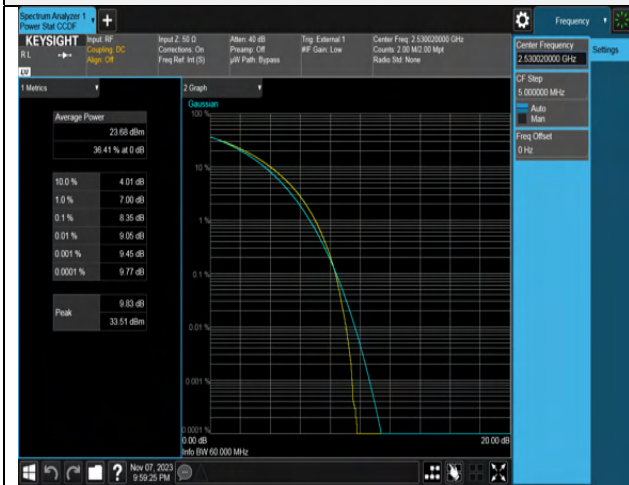 Spectrum Analyzer 1
Power Stat CCDF
Frequency
KEYSIGHT
R L
Input: RF
Coupling: DC
Align: Off
Input Z: 50 Ω
Corrections: On
Freq Ref: Int (S)
Atten: 40 dB
Preamp: Off
µW Path: Bypass
Trig: External 1
#IF Gain: Low
Center Freq: 2.530020000 GHz
Counts: 2.00 M/2.00 Mpt
Radio Std: None
Center Frequency
2.530020000 GHz
Settings
CF Step
5.000000 MHz
Auto
Man
Freq Offset
0 Hz
1 Metrics
Average Power
23.68 dBm
36.41 % at 0 dB
10.0 % 4.01 dB
1.0 % 7.00 dB
0.1 % 8.35 dB
0.01 % 9.05 dB
0.001 % 9.45 dB
0.0001 % 9.77 dB
Peak
9.83 dB
33.51 dBm
2 Graph
Gaussian
100 %
10 %
1 %
0.1 %
0.01 %
0.001 %
0.0001 %
0.00 dB
20.00 dB
Info BW 60.000 MHz
Nov 07, 2023
9:59:25 PM